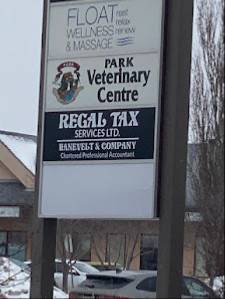 FLOAT rest
relax
WELLNESS renew
& MASSAGE
PARK
Veterinary
Centre
REGAL TAX
SERVICES LTD.
HANEVELT & COMPANY
Chartered Professional Accountant